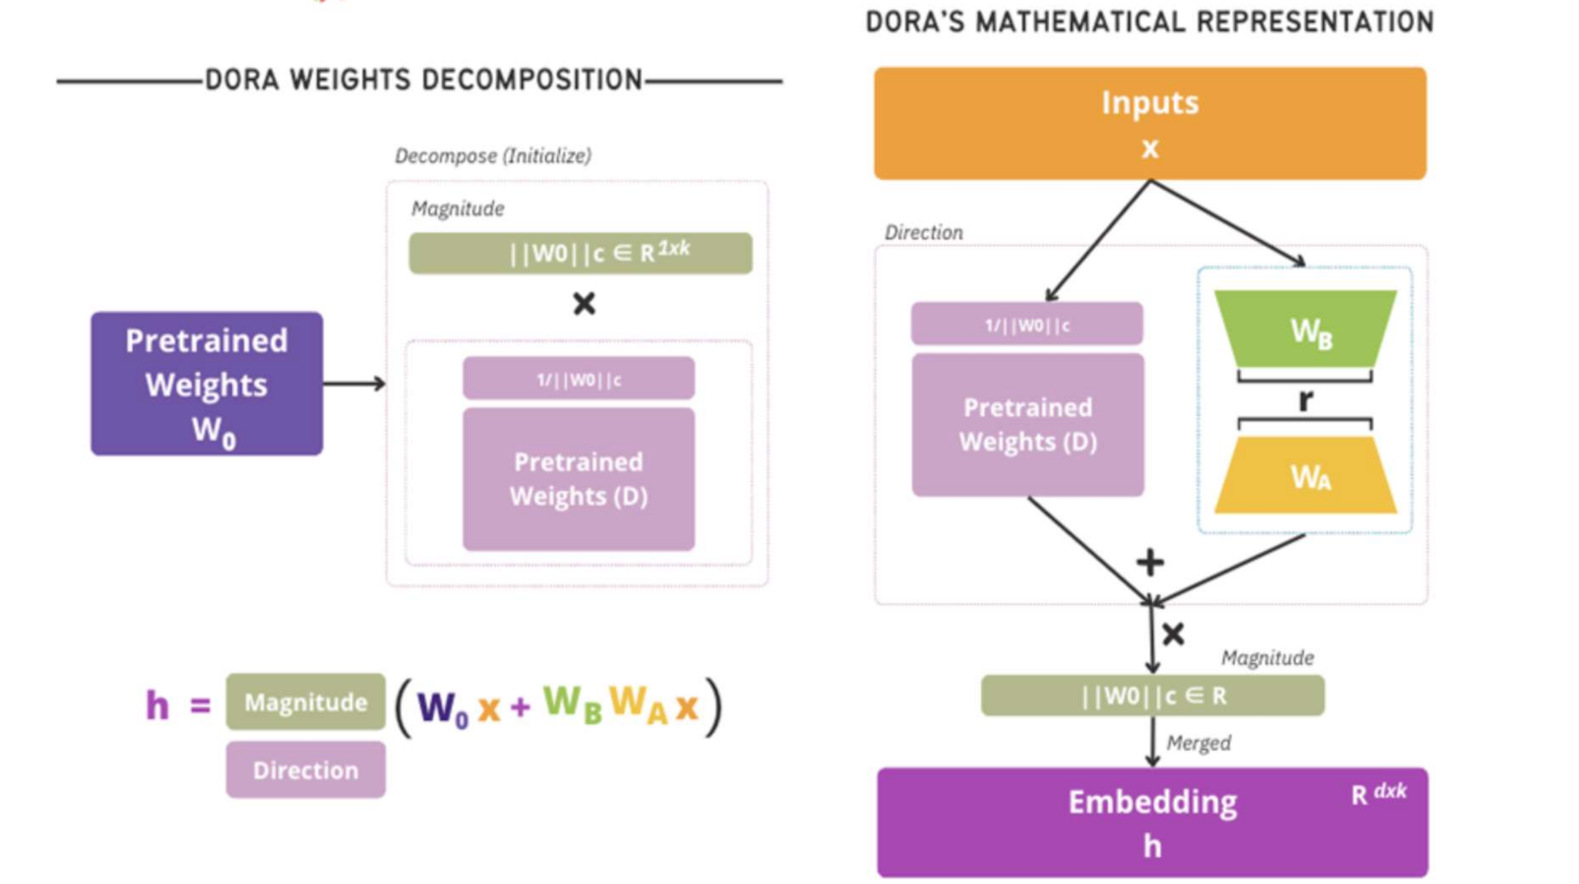 DORA WEIGHTS DECOMPOSITION
Decompose (Initialize)
Magnitude
||W0||c ∈ R 1xk
×
Pretrained
Weights
W0
1/||W0||c
Pretrained
Weights (D)
h = Magnitude (W0 x + WB WA x)
Direction
DORA'S MATHEMATICAL REPRESENTATION
Inputs
x
Direction
1/||W0||c
Pretrained
Weights (D)
WB
r
WA
+
×
Magnitude
||W0||c ∈ R
Merged
Embedding
R dxk
h